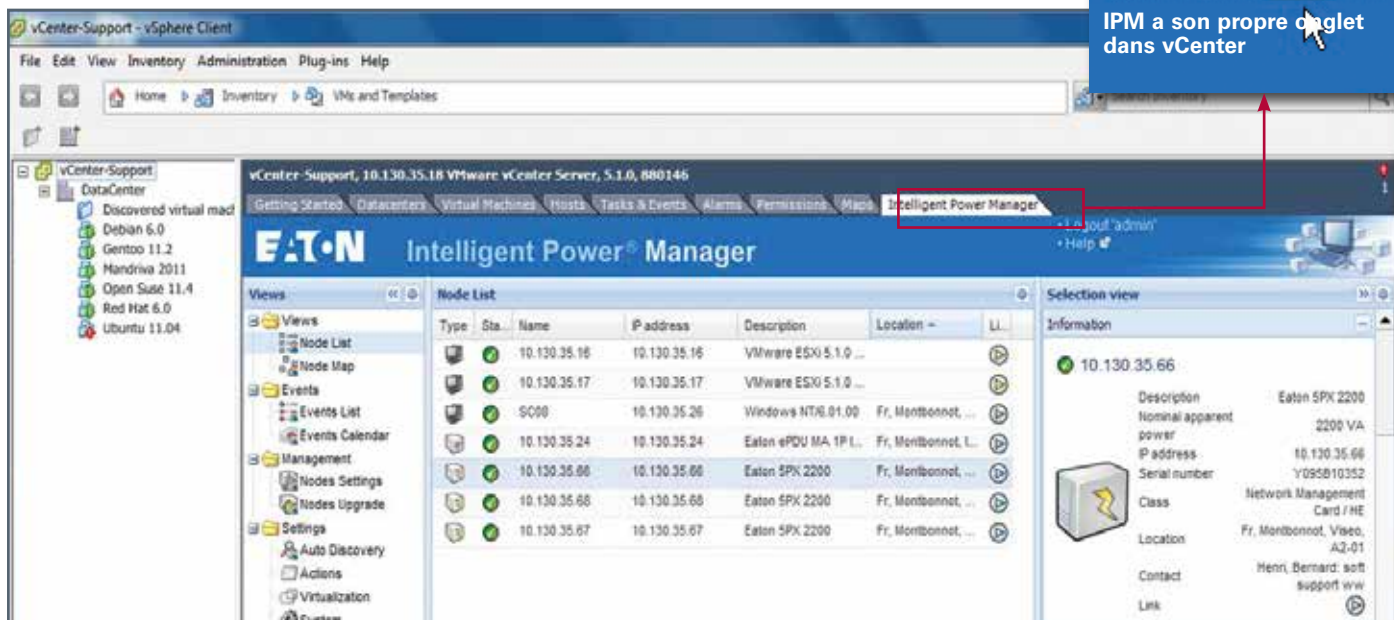 vCenter-Support - vSphere Client
IPM a son propre onglet
dans vCenter
File Edit View Inventory Administration Plug-ins Help
Home Inventory VMs and Templates
Search Inventory
vCenter-Support
DataCenter
Discovered virtual mach
Debian 6.0
Gentoo 11.2
Mandriva 2011
Open Suse 11.4
Red Hat 6.0
Ubuntu 11.04
vCenter-Support, 10.130.35.18 VMware vCenter Server, 5.1.0, 880146
Getting Started Datacenters Virtual Machines Hosts Tasks & Events Alarms Permissions Maps Intelligent Power Manager
EATON Intelligent Power® Manager
Logout 'admin'
Help
Views
Views
Node List
Node Map
Events
Events List
Events Calendar
Management
Nodes Settings
Nodes Upgrade
Settings
Auto Discovery
Actions
Virtualization
System
Node List
Type Sta... Name IP address Description Location Li...
10.130.35.16 10.130.35.16 VMware ESXi 5.1.0 ...
10.130.35.17 10.130.35.17 VMware ESXi 5.1.0 ...
SC08 10.130.35.26 Windows NT/6.01.00 Fr, Montbonnot, ...
10.130.35.24 10.130.35.24 Eaton ePDU MA 1P I... Fr, Montbonnot, L...
10.130.35.66 10.130.35.66 Eaton 5PX 2200 Fr, Montbonnot, ...
10.130.35.68 10.130.35.68 Eaton 5PX 2200 Fr, Montbonnot, ...
10.130.35.67 10.130.35.67 Eaton 5PX 2200 Fr, Montbonnot, ...
Selection view
Information
10.130.35.66
Description Eaton 5PX 2200
Nominal apparent
power 2200 VA
IP address 10.130.35.66
Serial number Y095B10352
Class Network Management
Card / HE
Location Fr, Montbonnot, Viseo,
A2-01
Contact Henri, Bernard: soft
support ww
Link